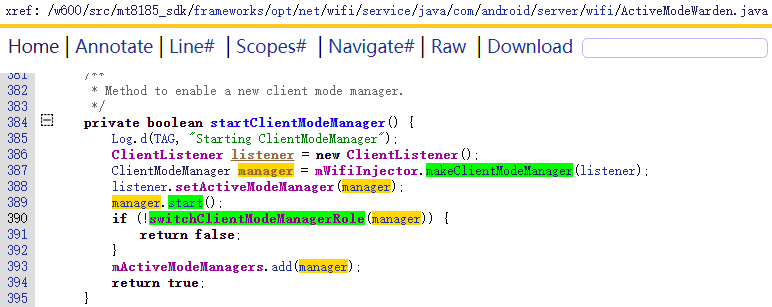 xref: /w600/src/mt8185_sdk/frameworks/opt/net/wifi/service/java/com/android/server/wifi/ActiveModeWarden.java
Home | Annotate | Line# | Scopes# | Navigate# | Raw | Download
381 /**
382 * Method to enable a new client mode manager.
383 */
384 private boolean startClientModeManager() {
385 Log.d(TAG, "Starting ClientModeManager");
386 ClientListener listener = new ClientListener();
387 ClientModeManager manager = mWifiInjector.makeClientModeManager(listener);
388 listener.setActiveModeManager(manager);
389 manager.start();
390 if (!switchClientModeManagerRole(manager)) {
391 return false;
392 }
393 mActiveModeManagers.add(manager);
394 return true;
395 }